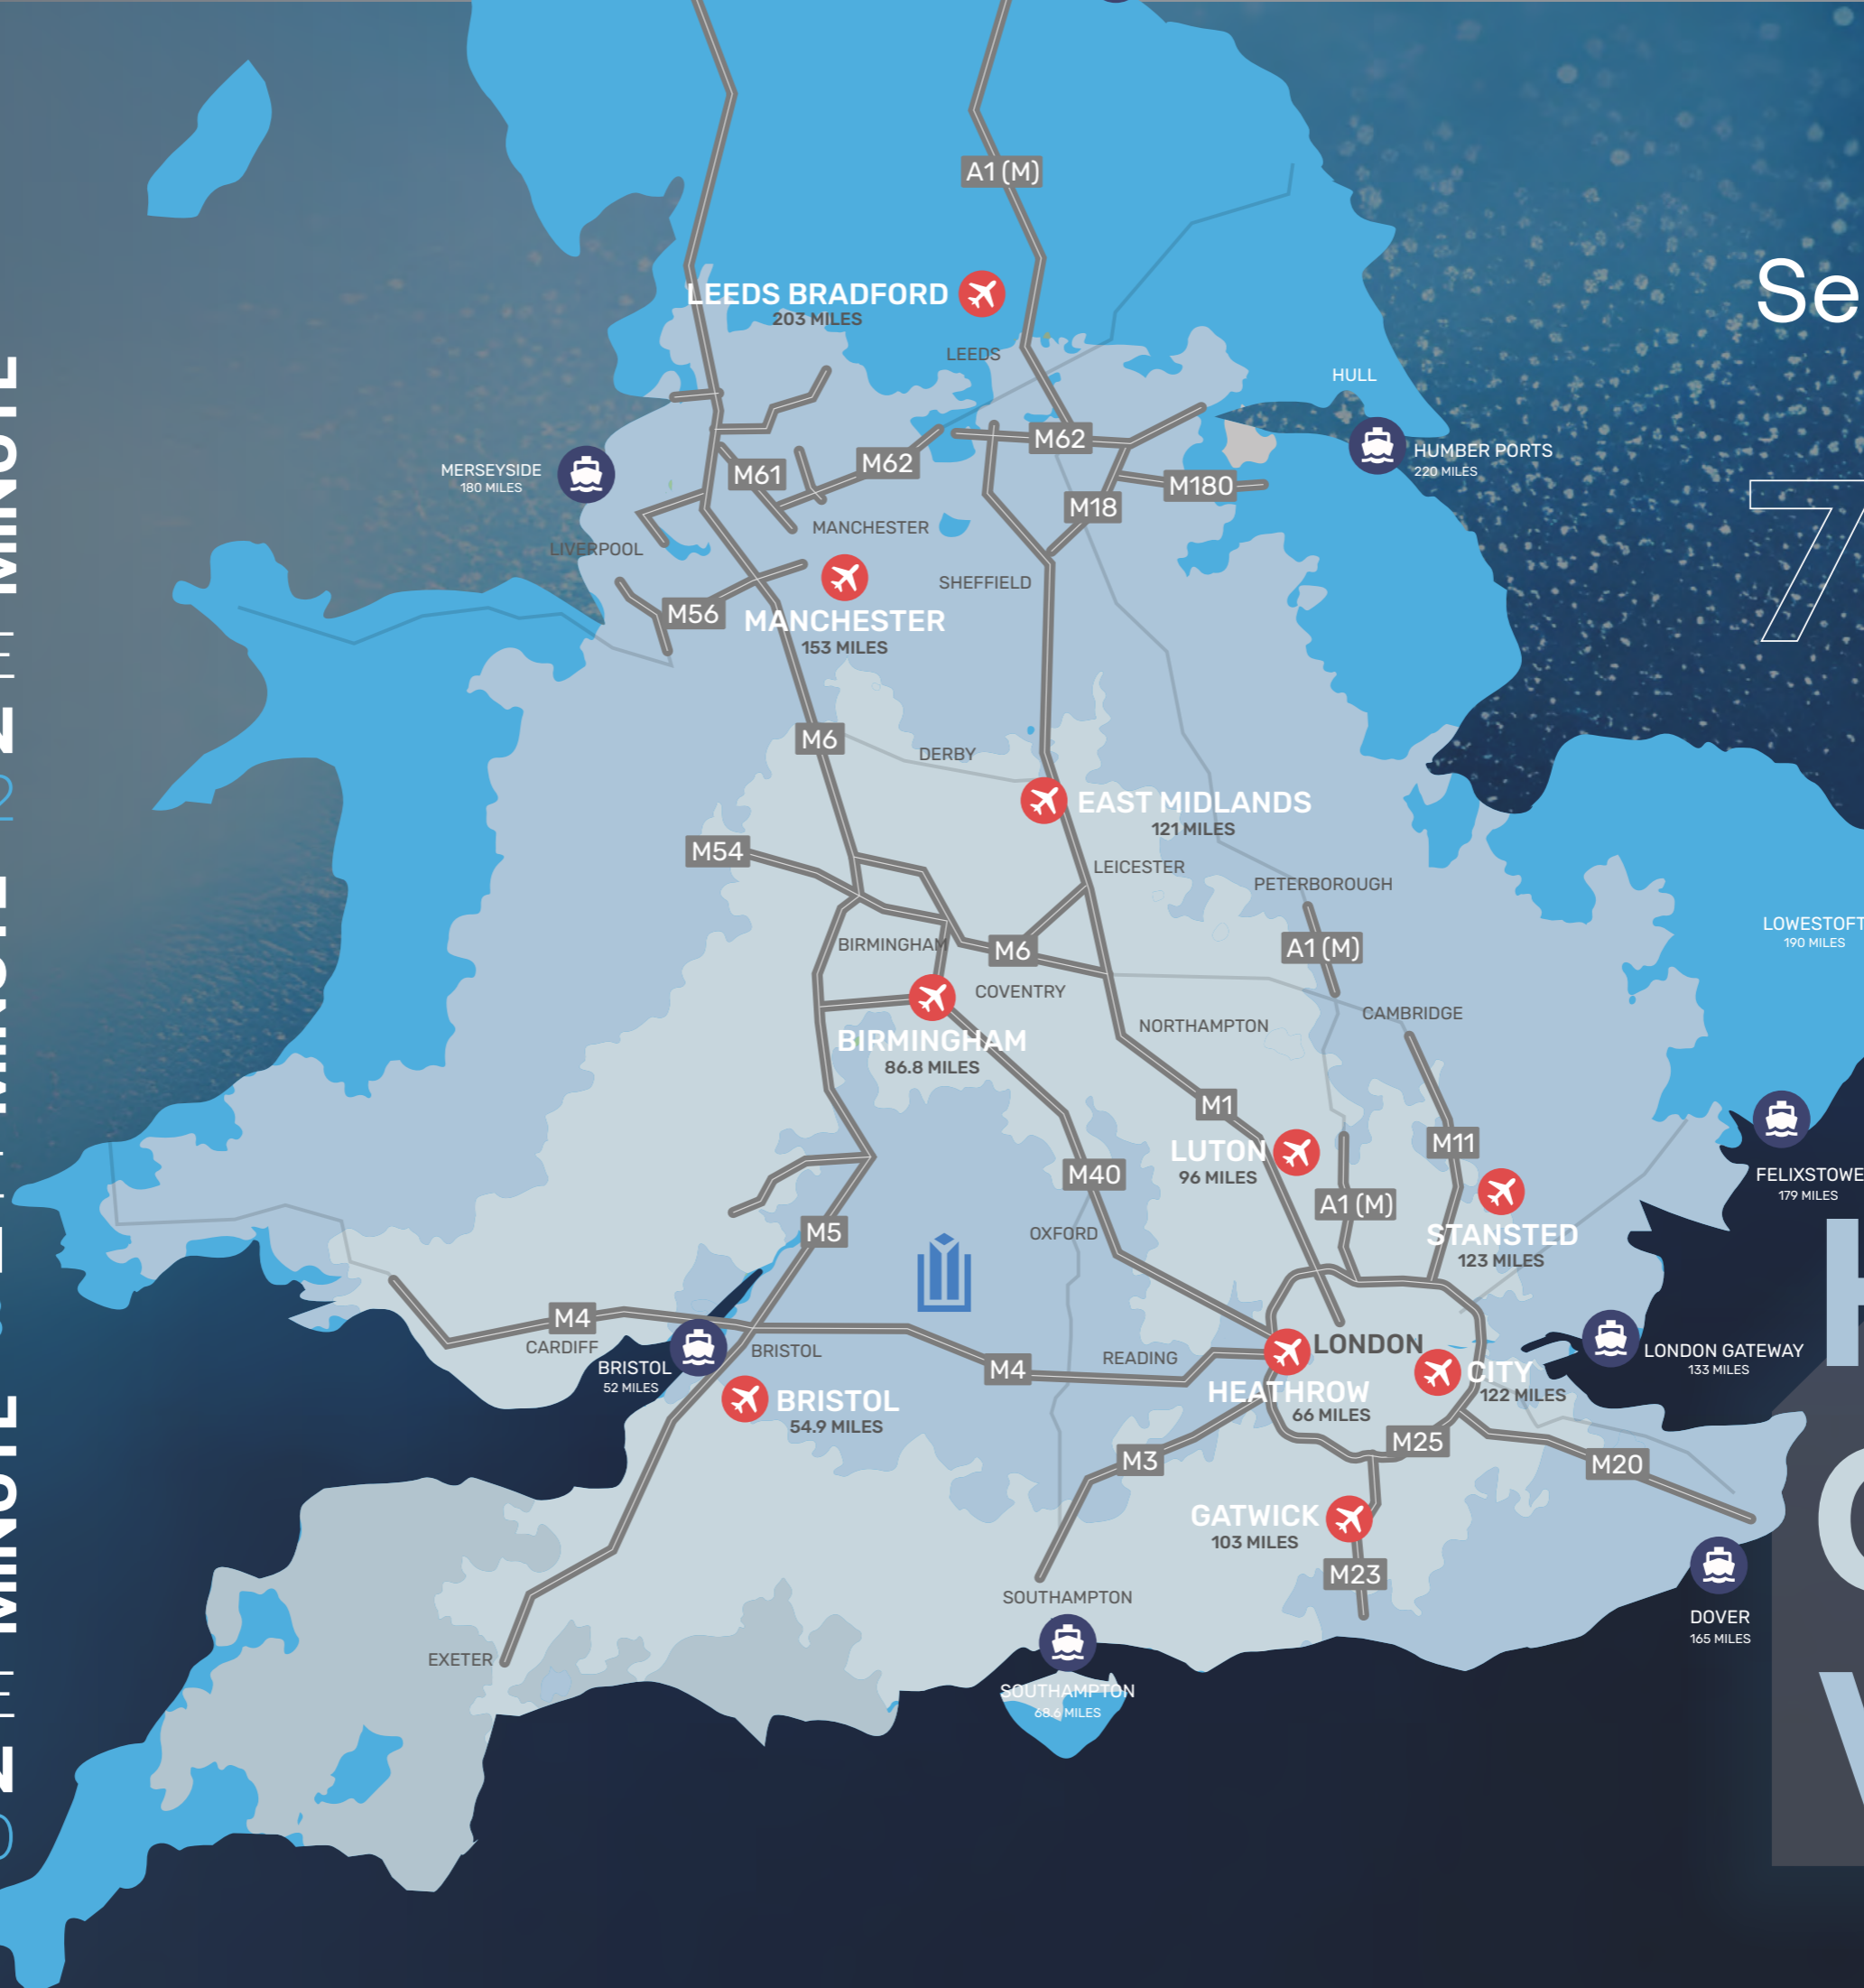 A1 (M)
LEEDS BRADFORD
203 MILES
LEEDS
HULL
M62
HUMBER PORTS
220 MILES
MERSEYSIDE
180 MILES
M61
M62
M180
M18
MANCHESTER
LIVERPOOL
SHEFFIELD
M56
MANCHESTER
153 MILES
M6
DERBY
EAST MIDLANDS
121 MILES
M54
LEICESTER
PETERBOROUGH
LOWESTOFT
190 MILES
BIRMINGHAM
M6
A1 (M)
COVENTRY
CAMBRIDGE
NORTHAMPTON
BIRMINGHAM
86.8 MILES
M1
M11
LUTON
96 MILES
M40
FELIXSTOWE
179 MILES
A1 (M)
M5
OXFORD
STANSTED
123 MILES
M4
CARDIFF
BRISTOL
52 MILES
BRISTOL
LONDON
LONDON GATEWAY
133 MILES
READING
M4
CITY
122 MILES
BRISTOL
54.9 MILES
HEATHROW
66 MILES
M25
M3
M20
GATWICK
103 MILES
M23
SOUTHAMPTON
DOVER
165 MILES
EXETER
SOUTHAMPTON
68.6 MILES
Se
7
MINUTE
MINUTE
MINUTE